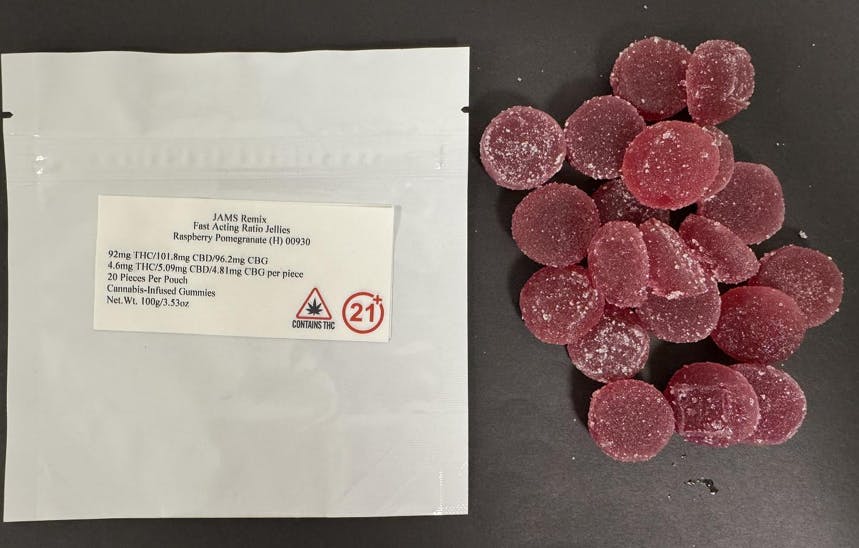 JAMS Remix
Fast Acting Ratio Jellies
Raspberry Pomegranate (H) 00930
92mg THC/101.8mg CBD/96.2mg CBG
4.6mg THC/5.09mg CBD/4.81mg CBG per piece
20 Pieces Per Pouch
Cannabis-Infused Gummies
Net.Wt. 100g/3.53oz
CONTAINS THC
21+